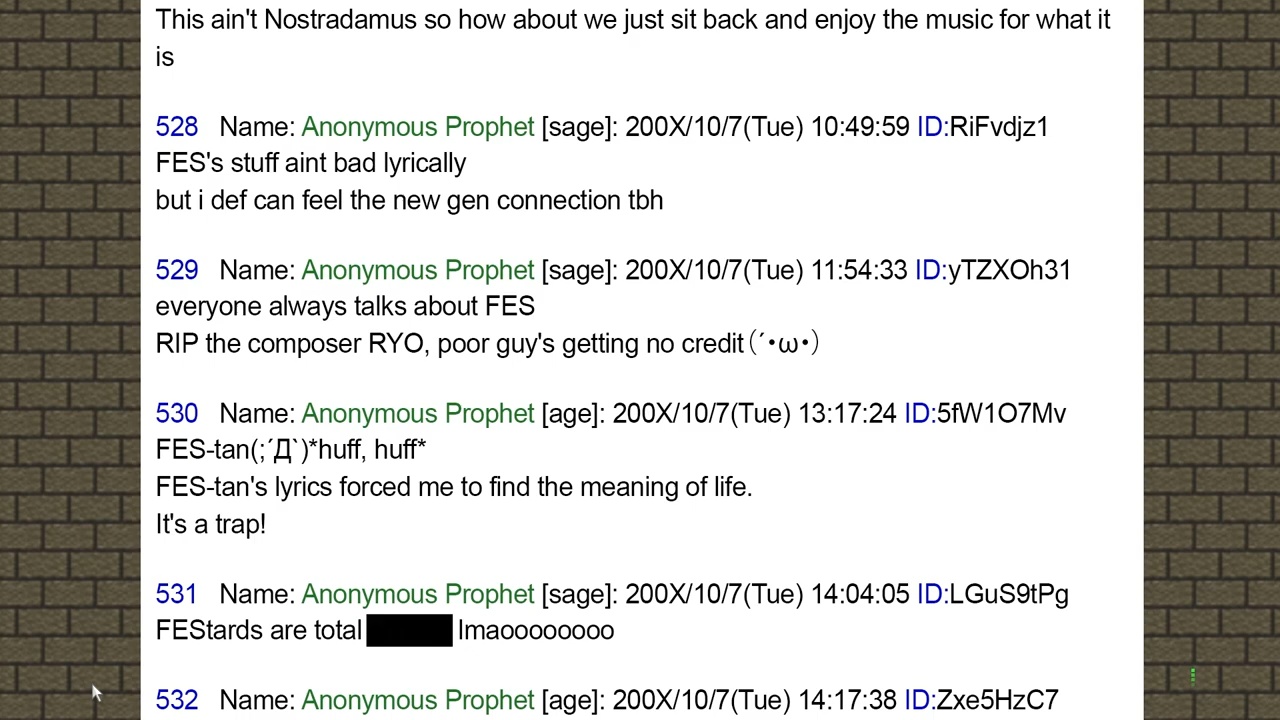 This ain't Nostradamus so how about we just sit back and enjoy the music for what it
is
528 Name: Anonymous Prophet [sage]: 200X/10/7(Tue) 10:49:59 ID:RiFvdjz1
FES's stuff aint bad lyrically
but i def can feel the new gen connection tbh
529 Name: Anonymous Prophet [sage]: 200X/10/7(Tue) 11:54:33 ID:yTZXOh31
everyone always talks about FES
RIP the composer RYO, poor guy's getting no credit(´・ω・)
530 Name: Anonymous Prophet [age]: 200X/10/7(Tue) 13:17:24 ID:5fW1O7Mv
FES-tan(;´Д`)*huff, huff*
FES-tan's lyrics forced me to find the meaning of life.
It's a trap!
531 Name: Anonymous Prophet [sage]: 200X/10/7(Tue) 14:04:05 ID:LGuS9tPg
FEStards are total lmaoooooooo
532 Name: Anonymous Prophet [age]: 200X/10/7(Tue) 14:17:38 ID:Zxe5HzC7